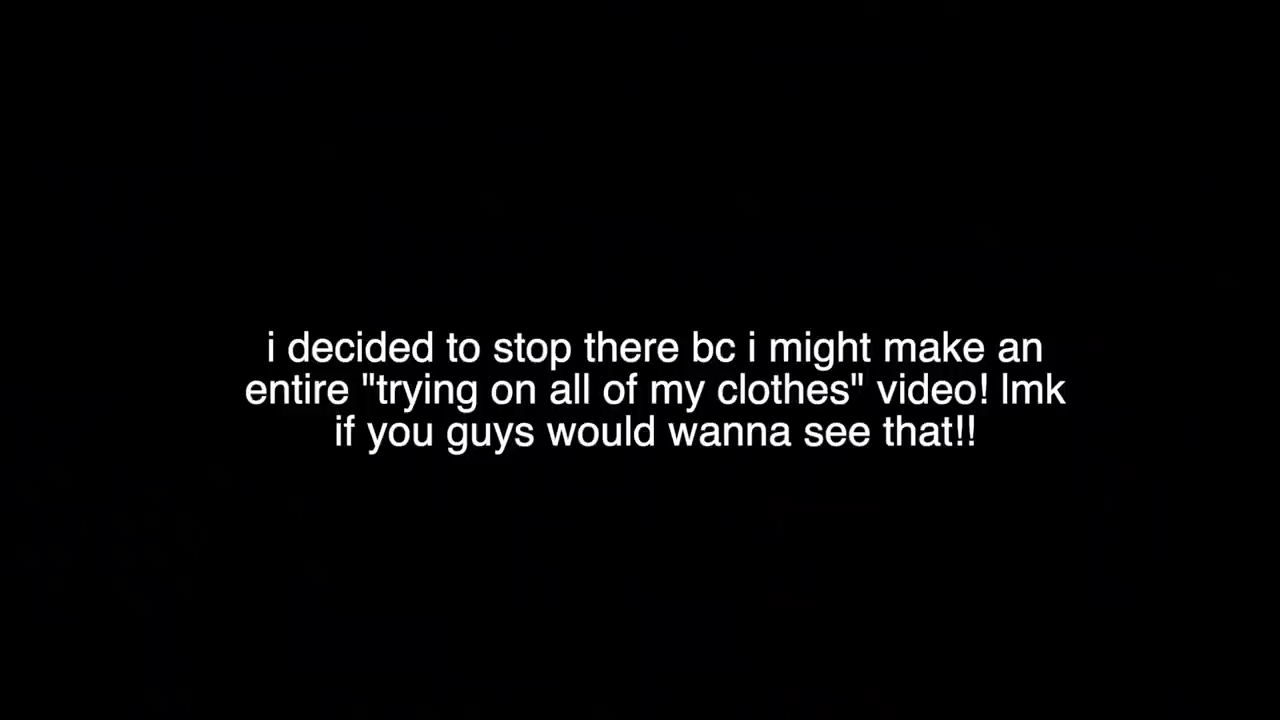 i decided to stop there bc i might make an
entire "trying on all of my clothes" video! lmk
if you guys would wanna see that!!